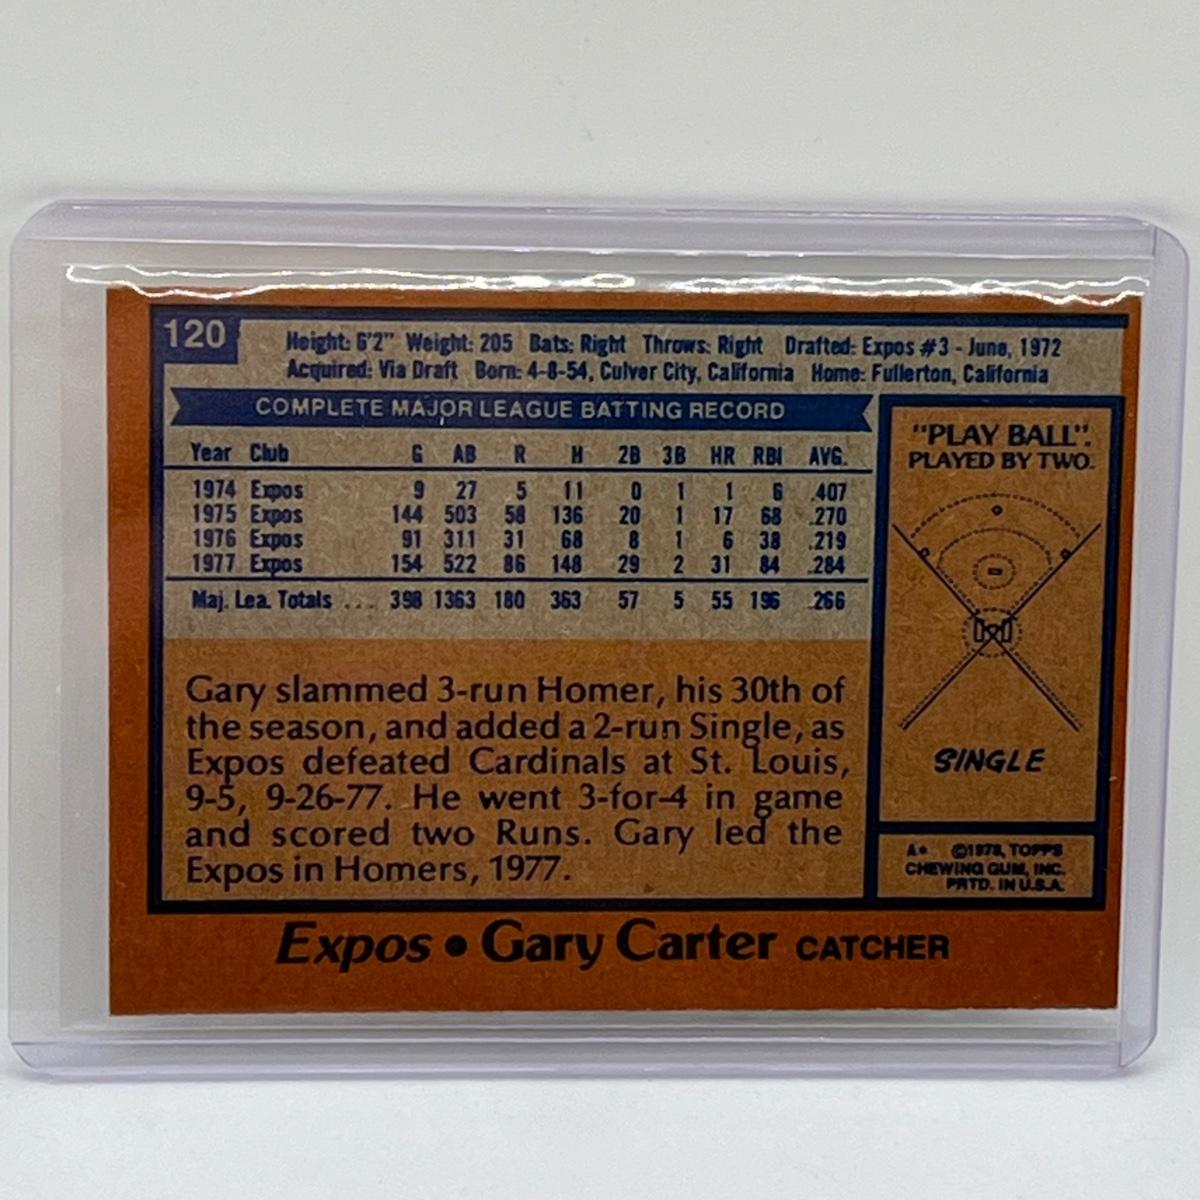 120
Height: 6'2" Weight: 205 Bats: Right Throws: Right Drafted: Expos #3 - June, 1972
Acquired: Via Draft Born: 4-8-54, Culver City, California Home: Fullerton, California
COMPLETE MAJOR LEAGUE BATTING RECORD
Year Club G AB R H 2B 3B HR RBI AVG.
1974 Expos 9 27 5 11 0 1 1 6 .407
1975 Expos 144 503 58 136 20 1 17 68 .270
1976 Expos 91 311 31 68 8 1 6 38 .219
1977 Expos 154 522 86 148 29 2 31 84 .284
Maj. Lea. Totals ... 398 1363 180 363 57 5 55 196 .266
Gary slammed 3-run Homer, his 30th of
the season, and added a 2-run Single, as
Expos defeated Cardinals at St. Louis,
9-5, 9-26-77. He went 3-for-4 in game
and scored two Runs. Gary led the
Expos in Homers, 1977.
"PLAY BALL".
PLAYED BY TWO.
SINGLE
A* ©1978, TOPPS
CHEWING GUM, INC.
PRTD. IN U.S.A.
Expos • Gary Carter CATCHER